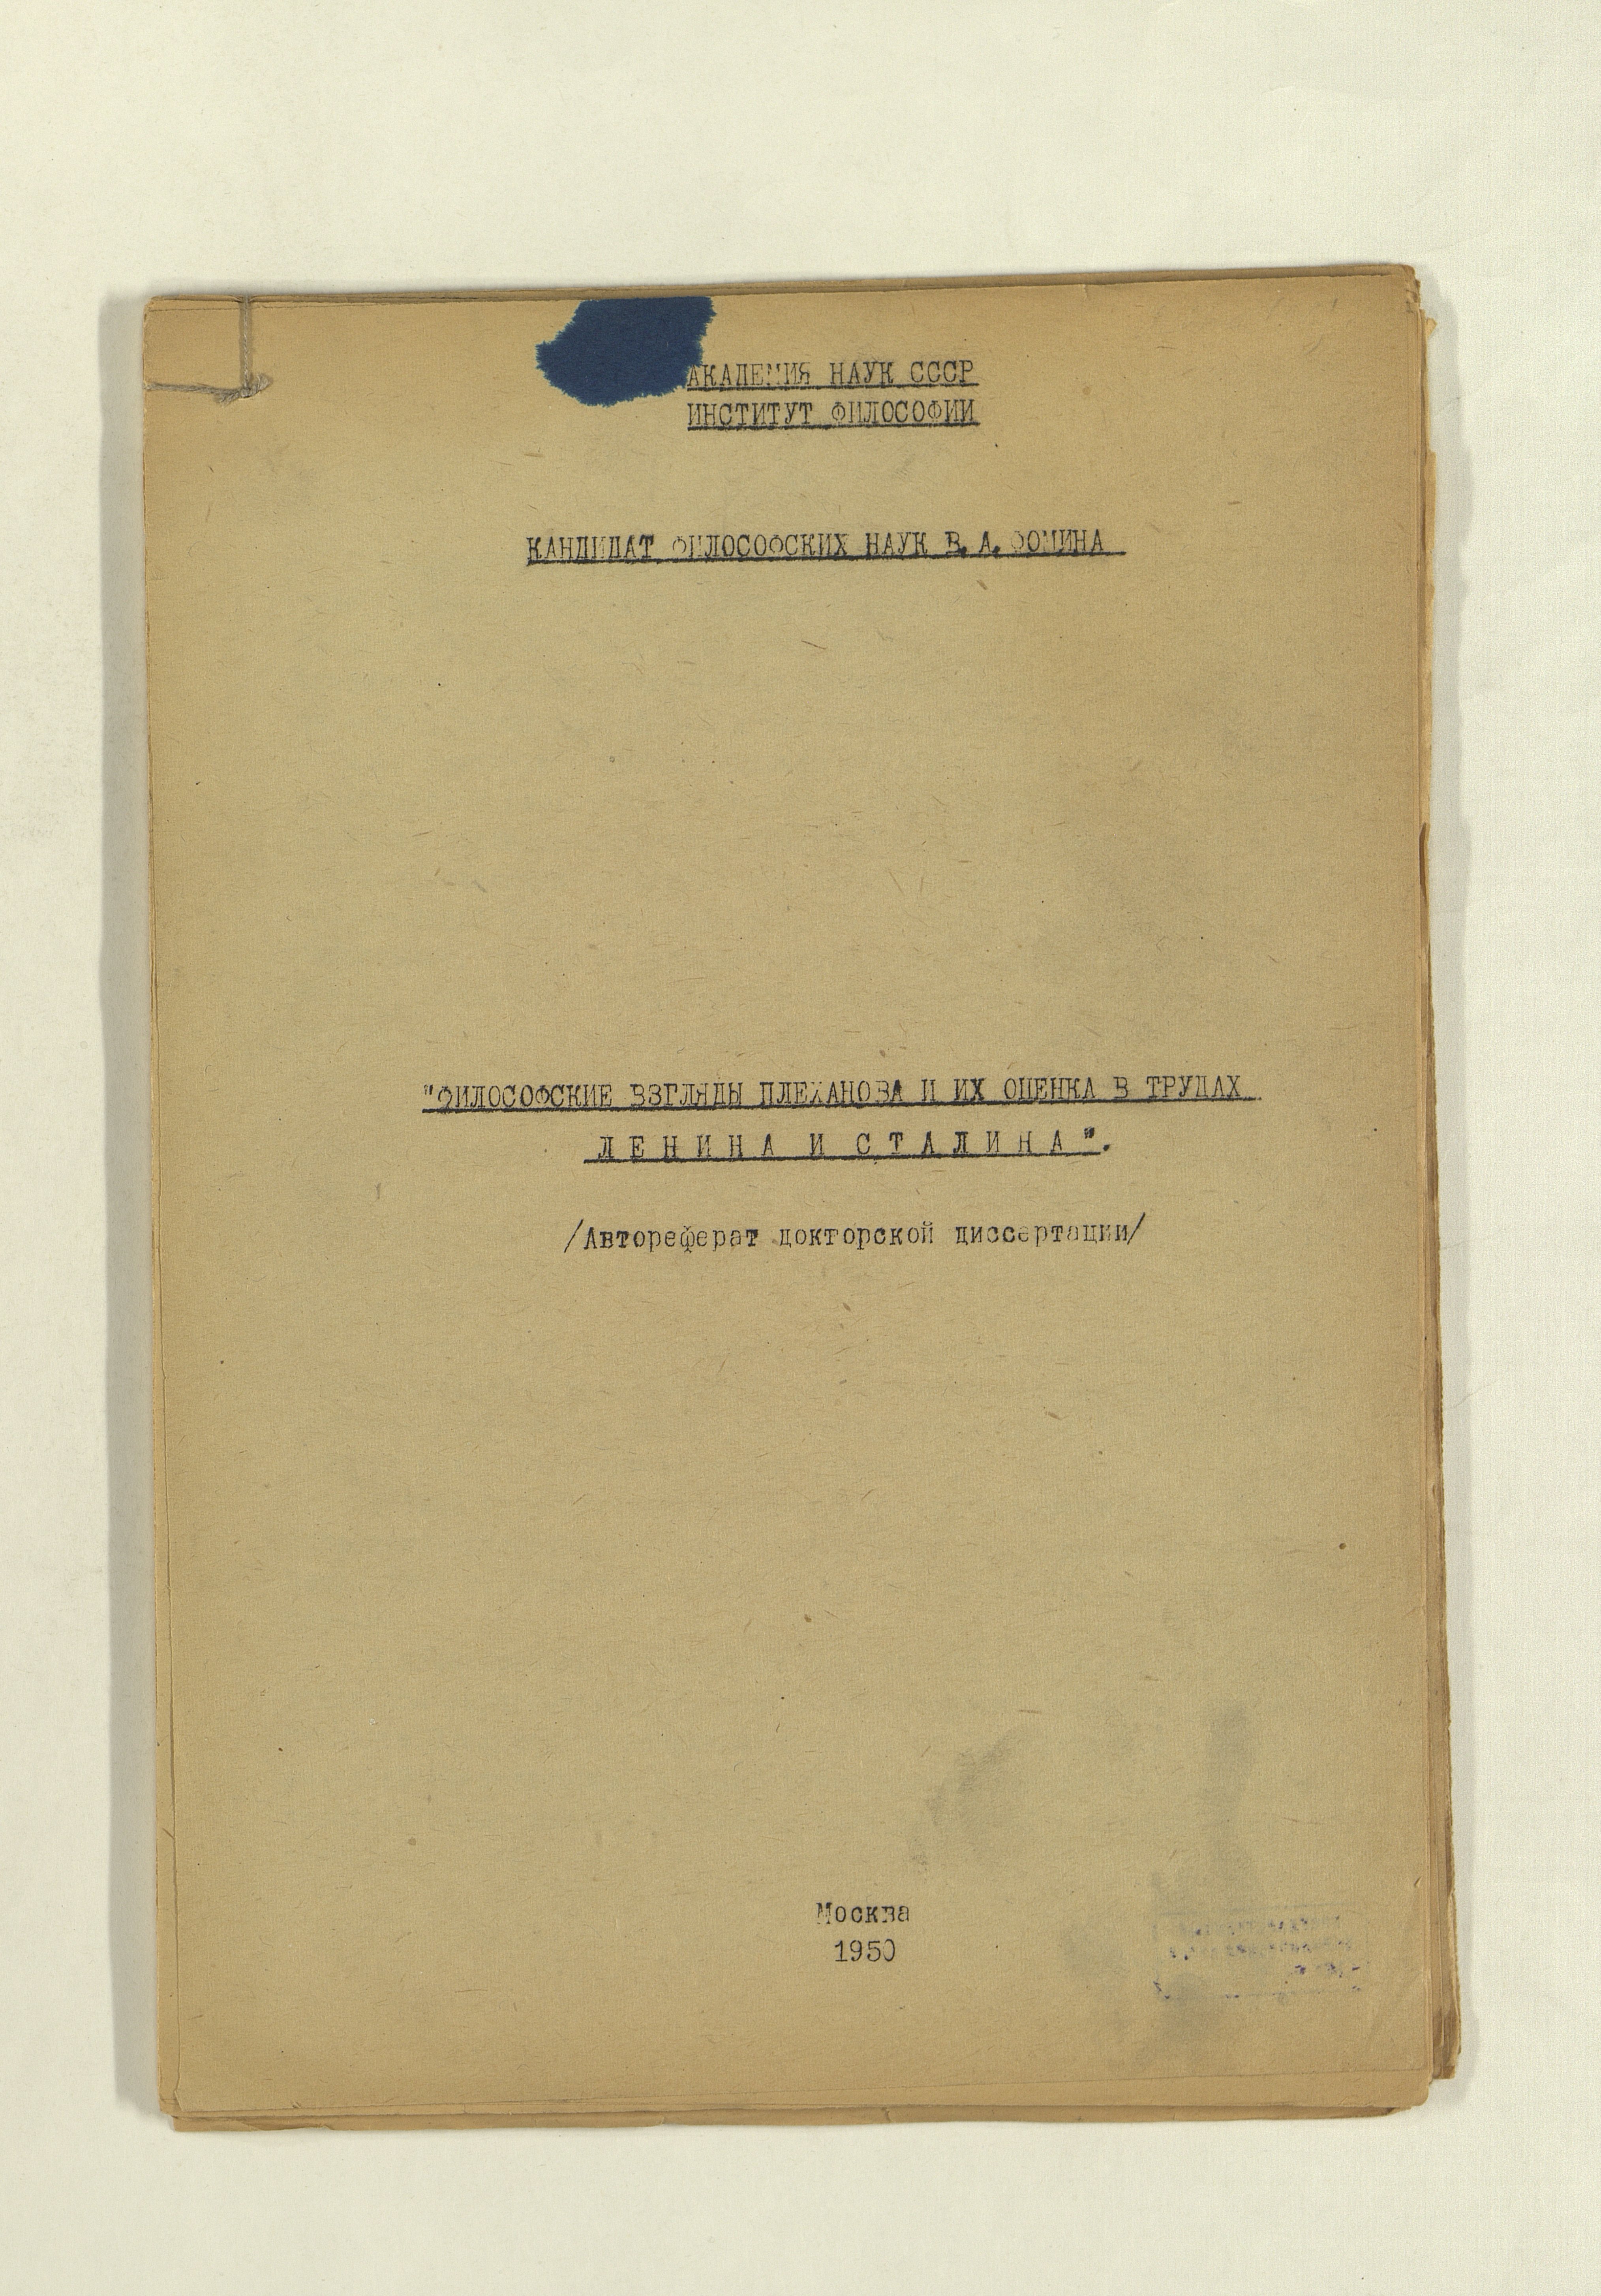 АКАДЕМИЯ НАУК СССР
ИНСТИТУТ ФИЛОСОФИИ
КАНДИДАТ ФИЛОСОФСКИХ НАУК В. А. ФОМИНА
"ФИЛОСОФСКИЕ ВЗГЛЯДЫ ПЛЕХАНОВА И ИХ ОЦЕНКА В ТРУДАХ
Л Е Н И Н А И С Т А Л И Н А".
/Автореферат докторской диссертации/
Москва
1950